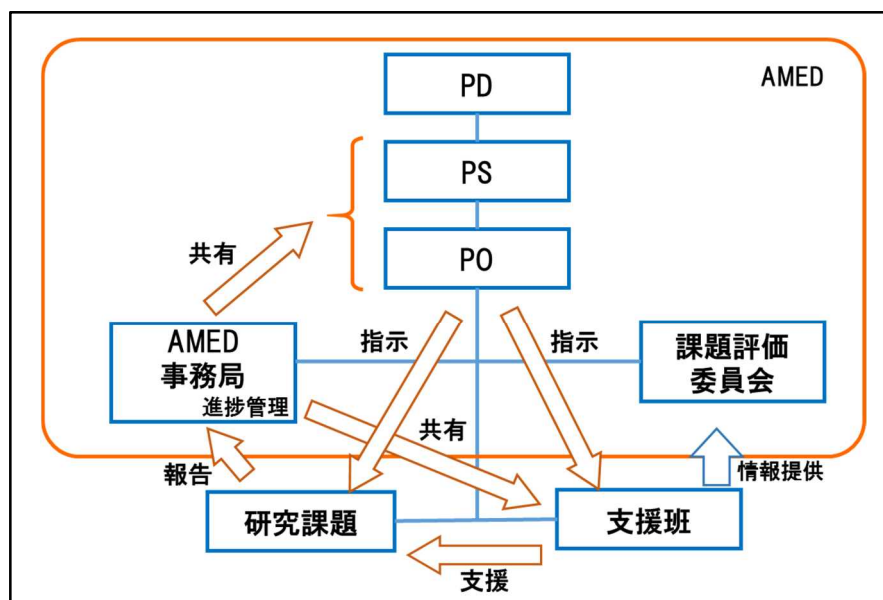 AMED
PD
PS
PO
共有
AMED
事務局
進捗管理
指示
指示
課題評価
委員会
共有
報告
情報提供
研究課題
支援班
支援